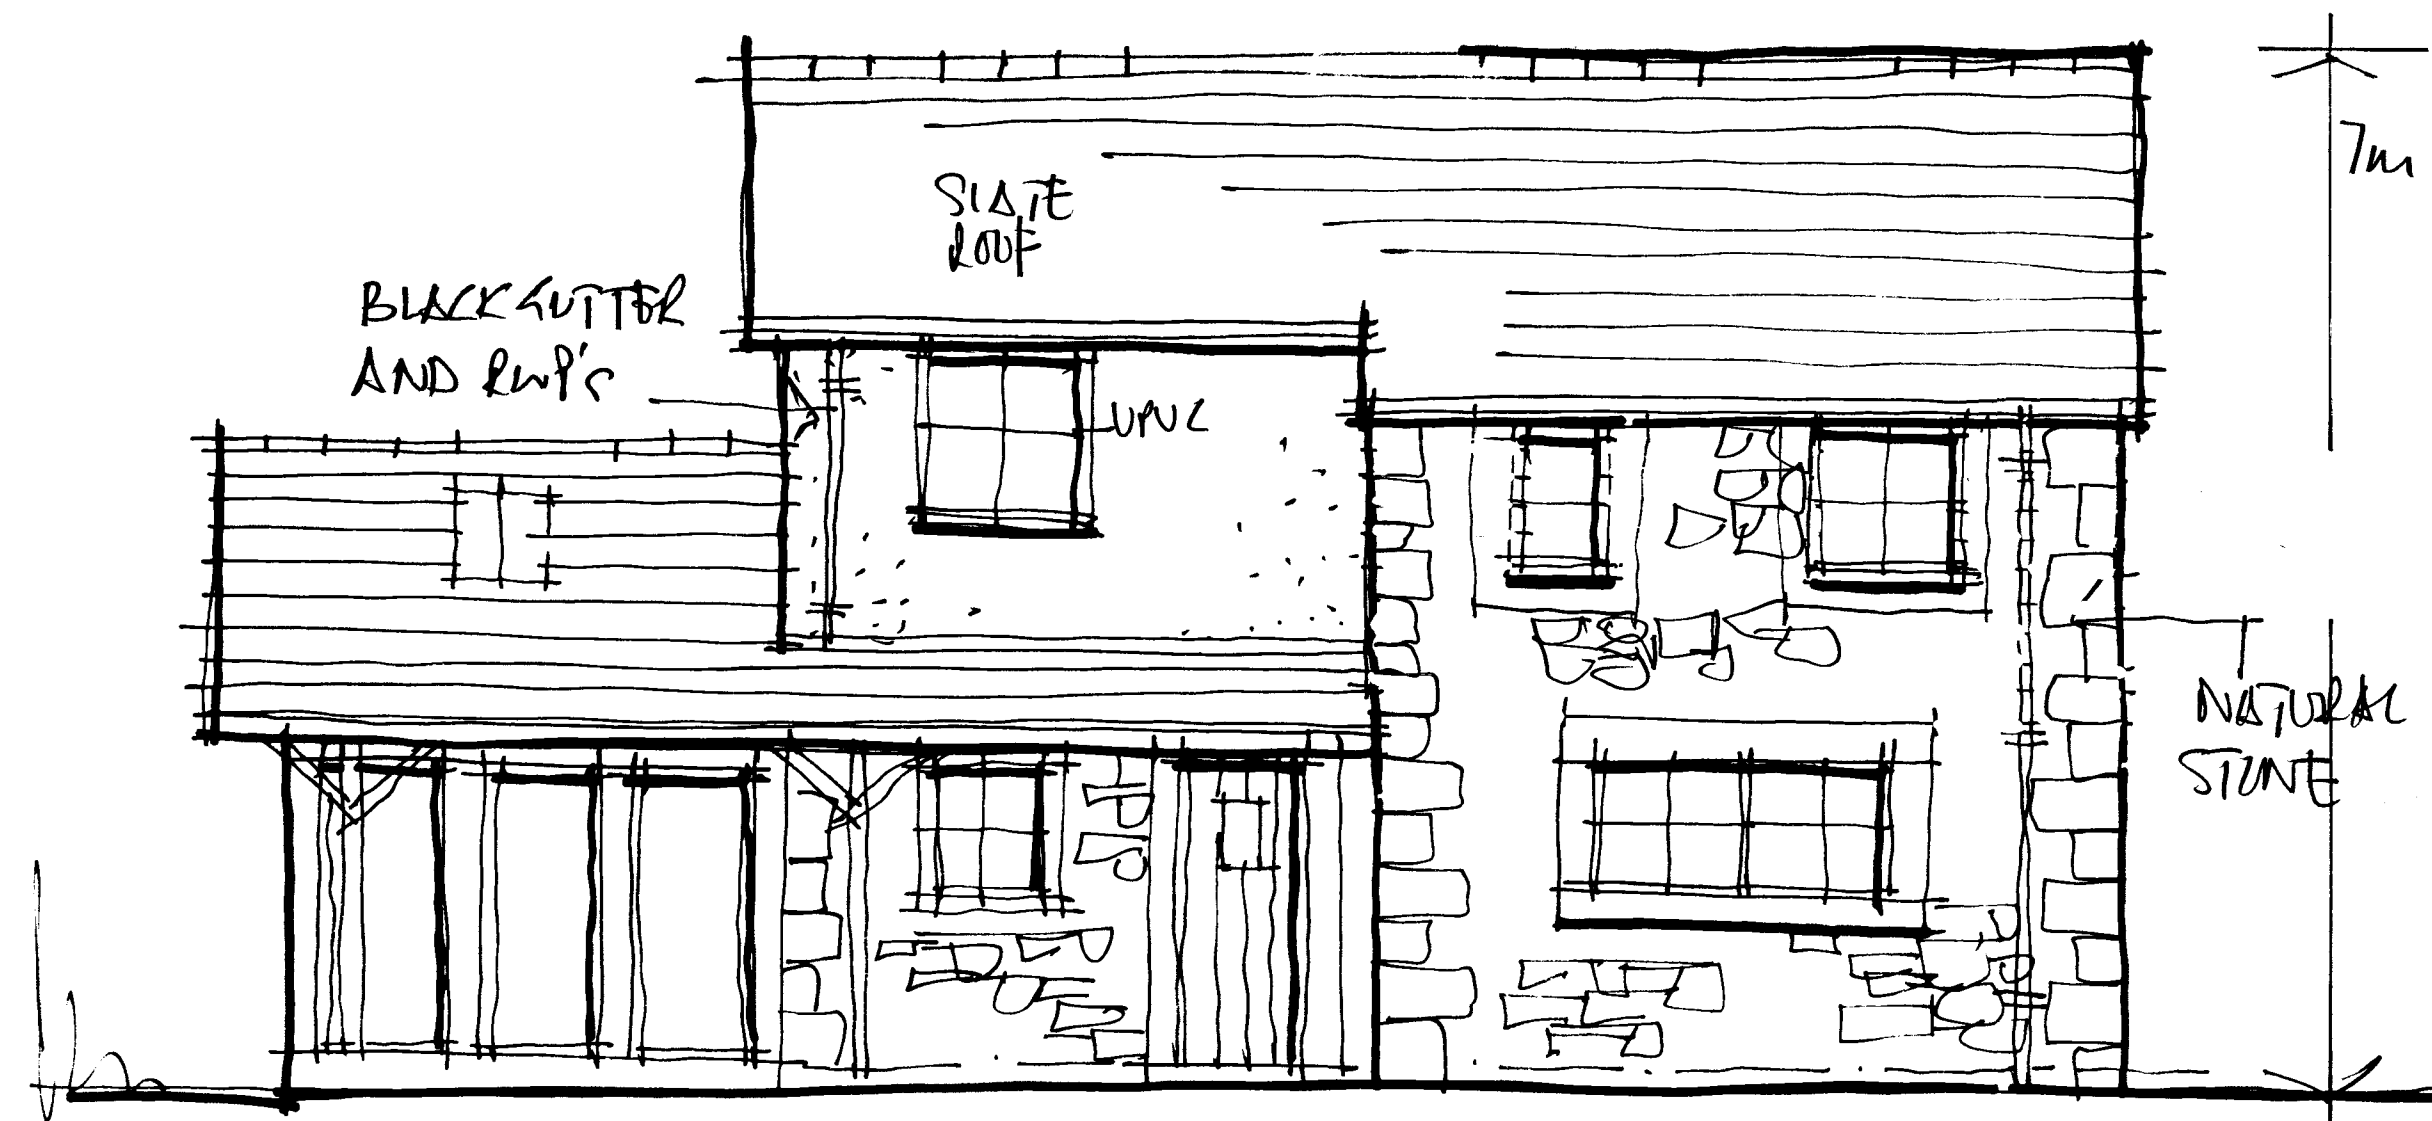 7m
SLATE
ROOF
BLACK GUTTER
AND RWP'S
UPVC
NATURAL
STONE